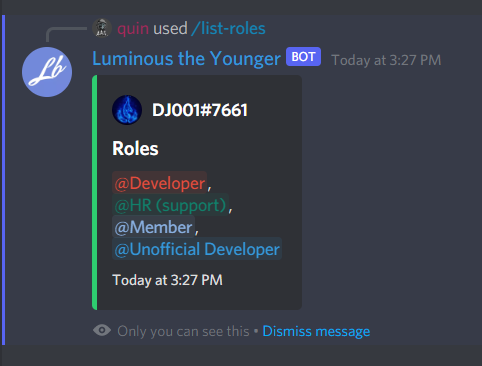 quin used /list-roles
Lb
Luminous the Younger BOT Today at 3:27 PM
DJ001#7661
Roles
@Developer,
@HR (support),
@Member,
@Unofficial Developer
Today at 3:27 PM
Only you can see this • Dismiss message